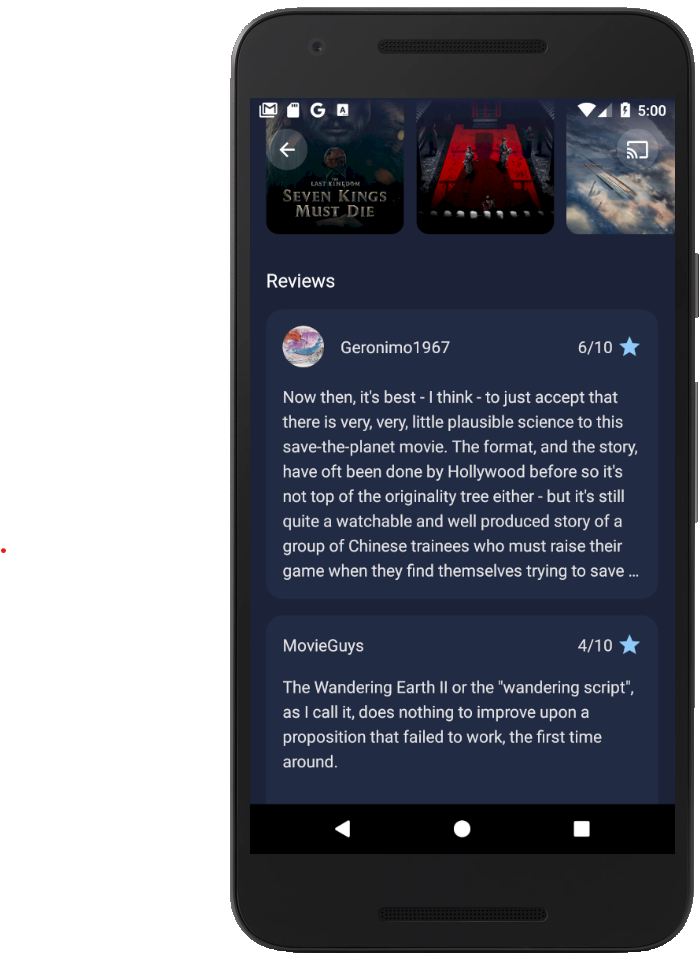 5:00
THE
LAST KINGDOM
SEVEN KINGS
MUST DIE
Reviews
Geronimo1967 6/10
Now then, it's best - I think - to just accept that
there is very, very, little plausible science to this
save-the-planet movie. The format, and the story,
have oft been done by Hollywood before so it's
not top of the originality tree either - but it's still
quite a watchable and well produced story of a
group of Chinese trainees who must raise their
game when they find themselves trying to save ...
MovieGuys 4/10
The Wandering Earth II or the "wandering script",
as I call it, does nothing to improve upon a
proposition that failed to work, the first time
around.